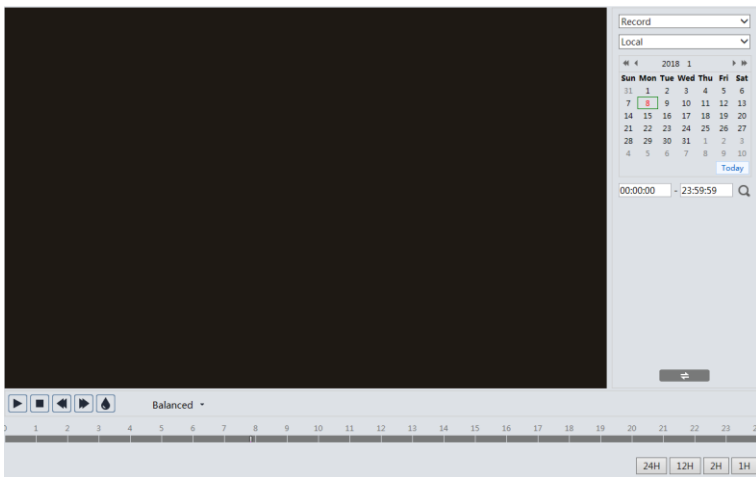 Record
Local
2018 1
Sun Mon Tue Wed Thu Fri Sat
31 1 2 3 4 5 6
7 8 9 10 11 12 13
14 15 16 17 18 19 20
21 22 23 24 25 26 27
28 29 30 31 1 2 3
4 5 6 7 8 9 10
Today
00:00:00 - 23:59:59
Balanced
1 2 3 4 5 6 7 8 9 10 11 12 13 14 15 16 17 18 19 20 21 22 23
24H 12H 2H 1H